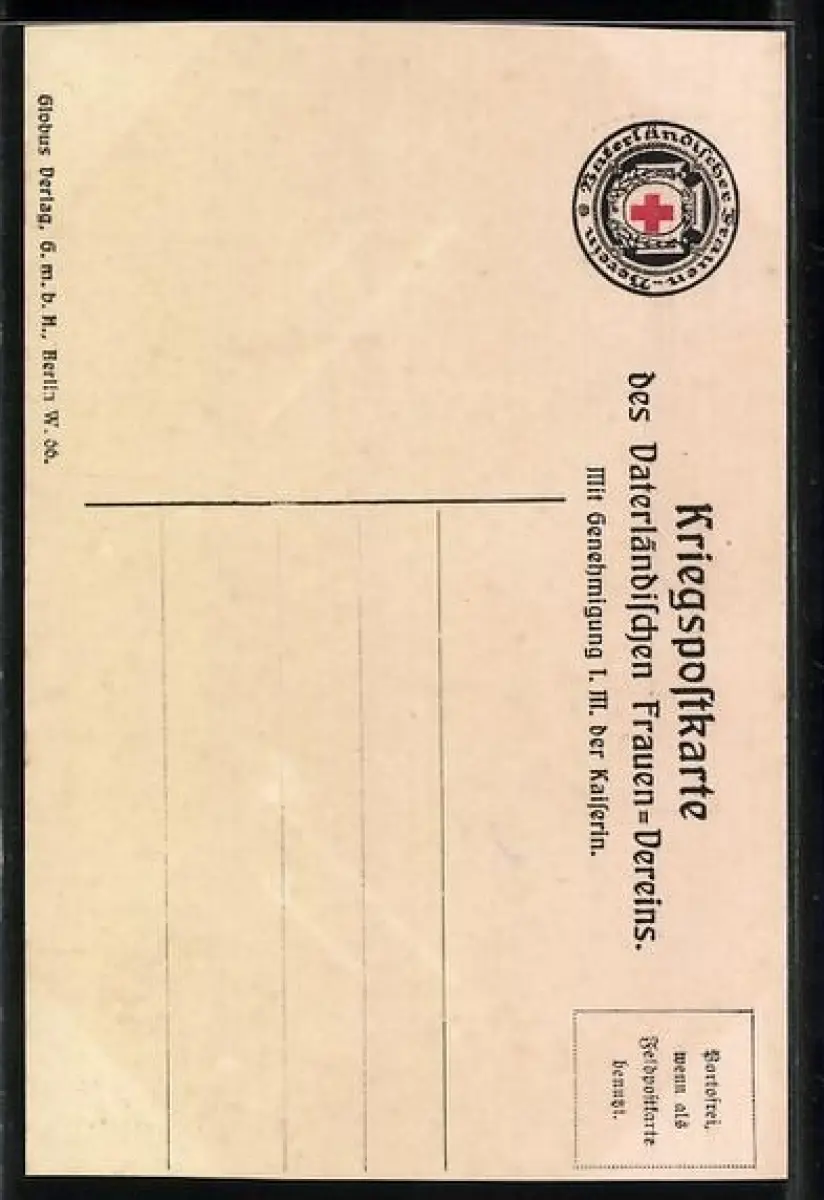 Vaterländischer Frauen-Verein
Kriegspostkarte
des Vaterländischen Frauen=Vereins.
Mit Genehmigung I. M. der Kaiserin.
Portofrei,
wenn als
Feldpostkarte
benutzt.
Globus Verlag, G. m. b. H., Berlin W. 66.